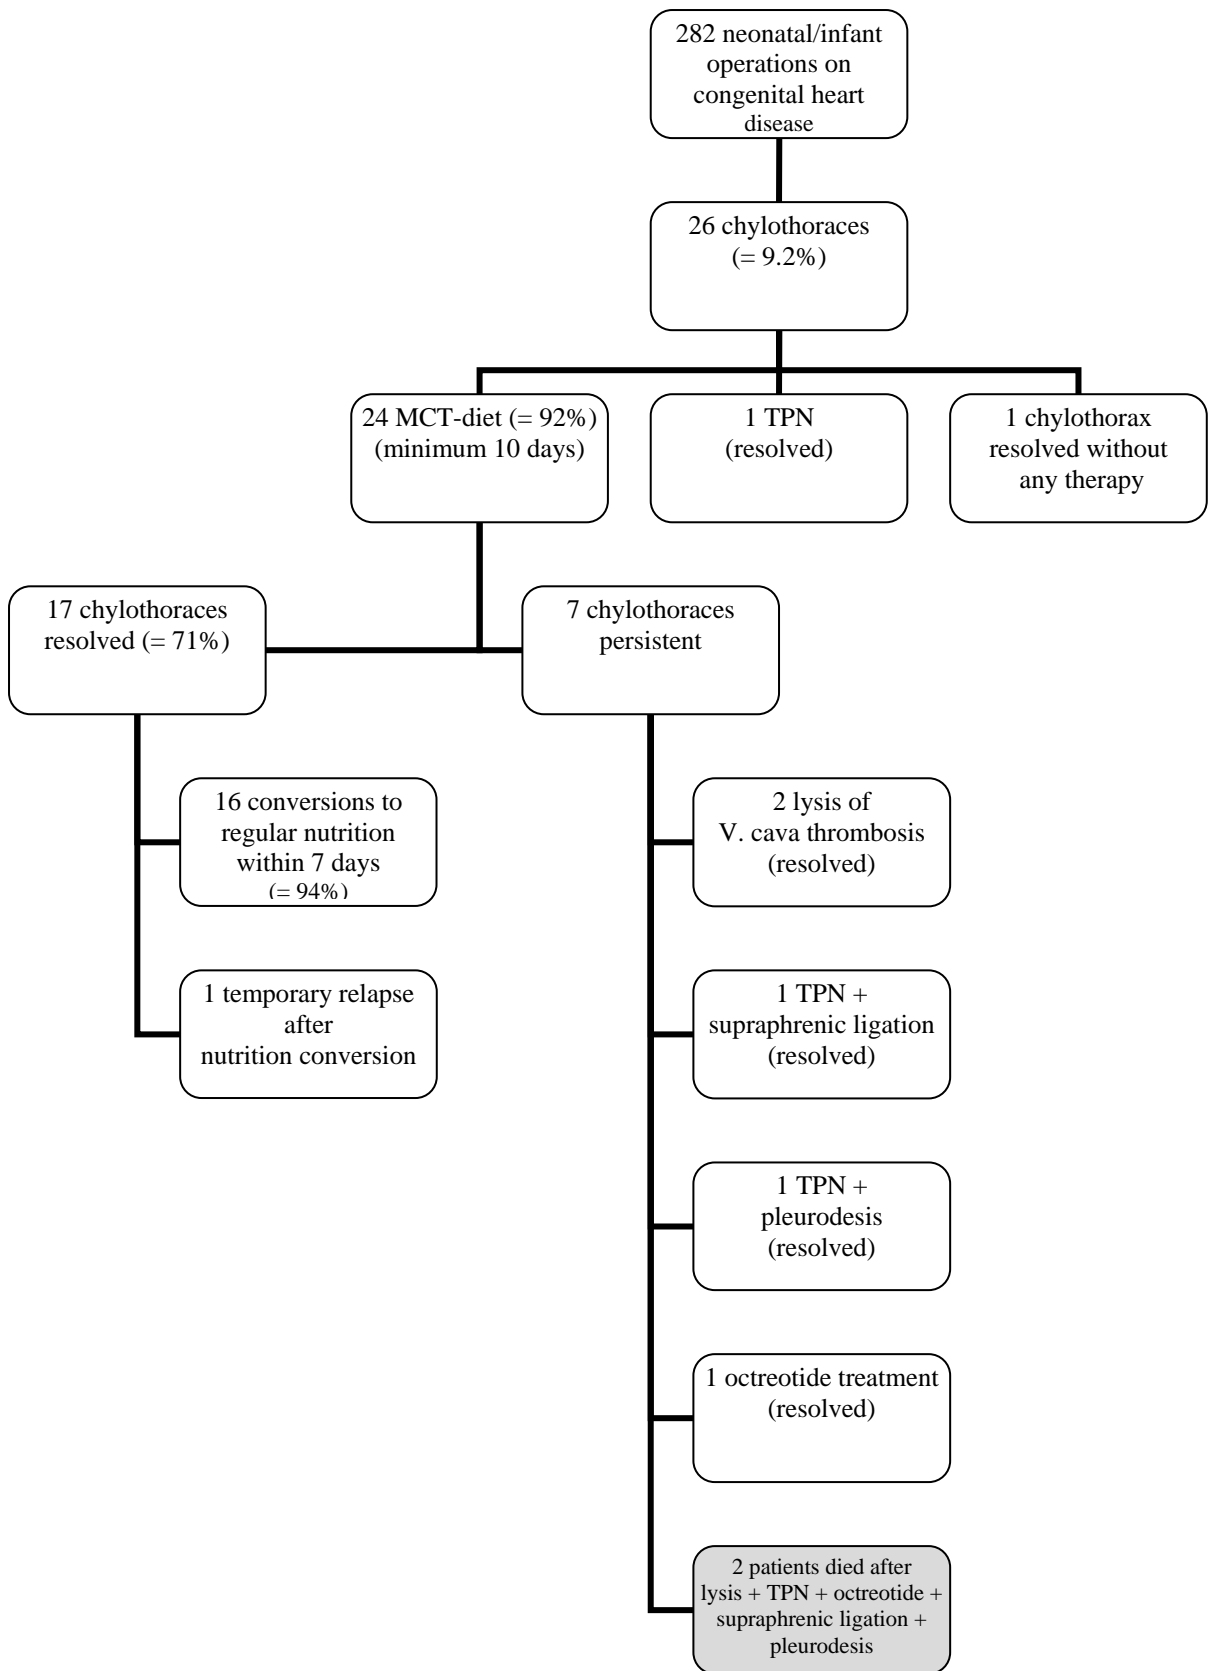 282 neonatal/infant
operations on
congenital heart
disease
26 chylothoraces
(= 9.2%)
24 MCT-diet (= 92%)
(minimum 10 days)
1 TPN
(resolved)
1 chylothorax
resolved without
any therapy
17 chylothoraces
resolved (= 71%)
7 chylothoraces
persistent
16 conversions to
regular nutrition
within 7 days
(= 94%)
1 temporary relapse
after
nutrition conversion
2 lysis of
V. cava thrombosis
(resolved)
1 TPN +
supraphrenic ligation
(resolved)
1 TPN +
pleurodesis
(resolved)
1 octreotide treatment
(resolved)
2 patients died after
lysis + TPN + octreotide +
supraphrenic ligation +
pleurodesis